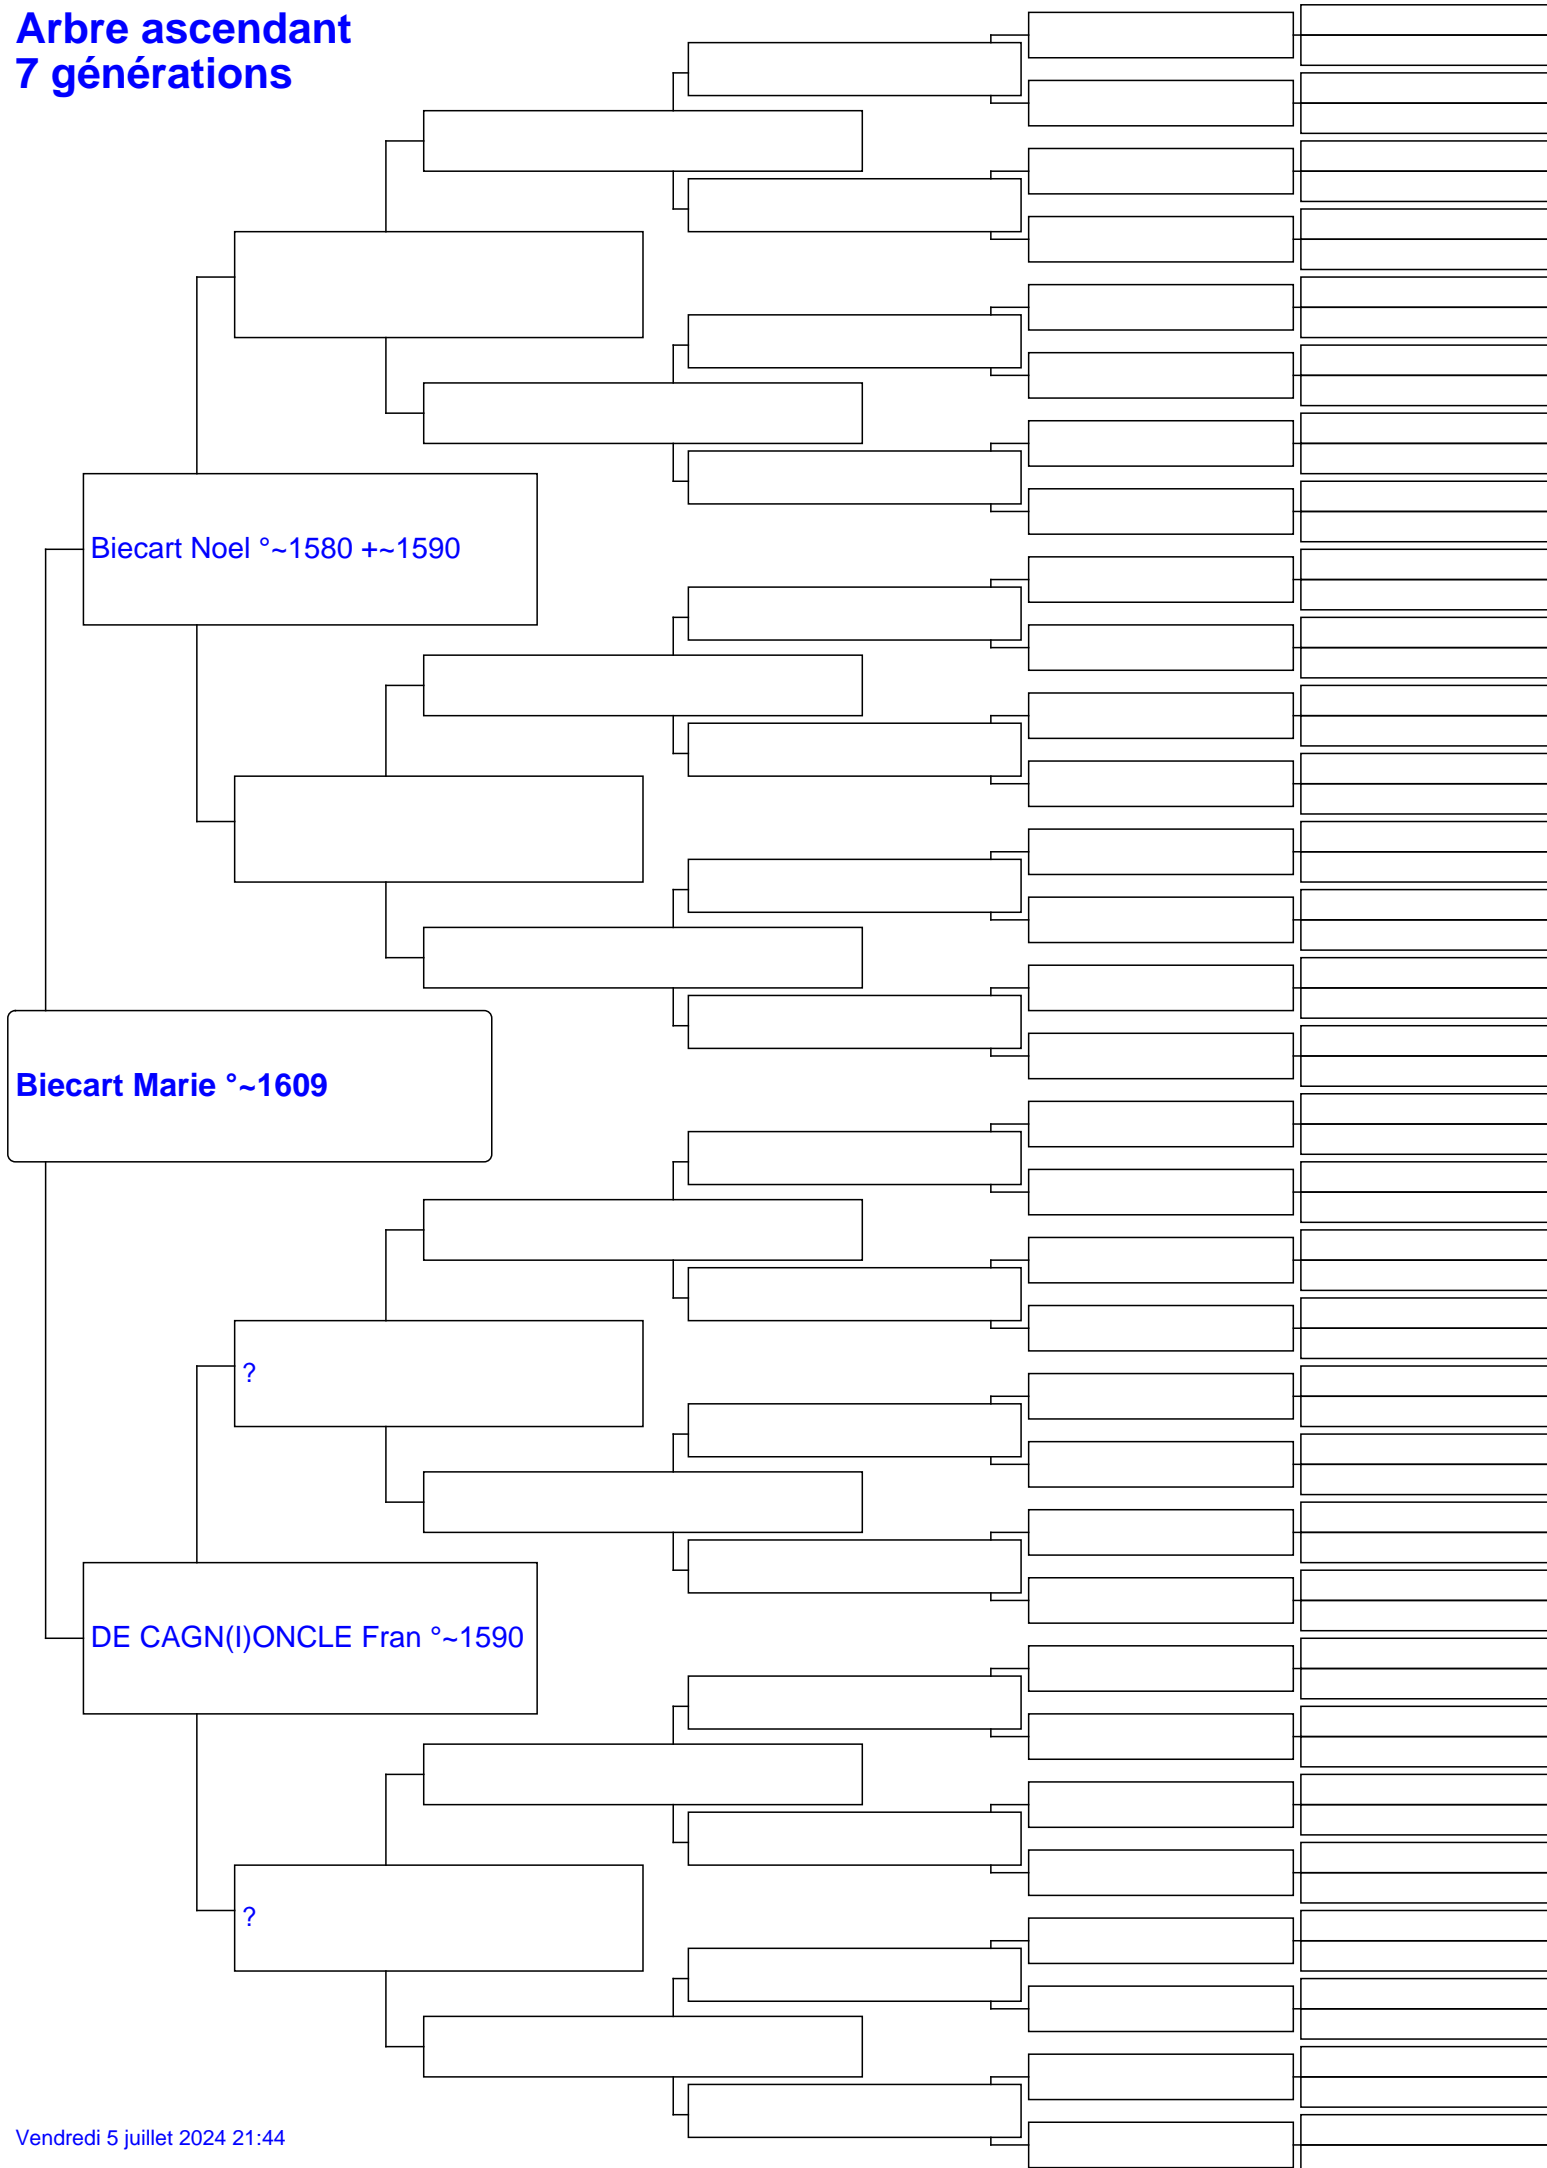 Arbre ascendant
7 générations
Biecart Noel °~1580 +~1590
Biecart Marie °~1609
?
DE CAGN(I)ONCLE Fran °~1590
?
Vendredi 5 juillet 2024 21:44